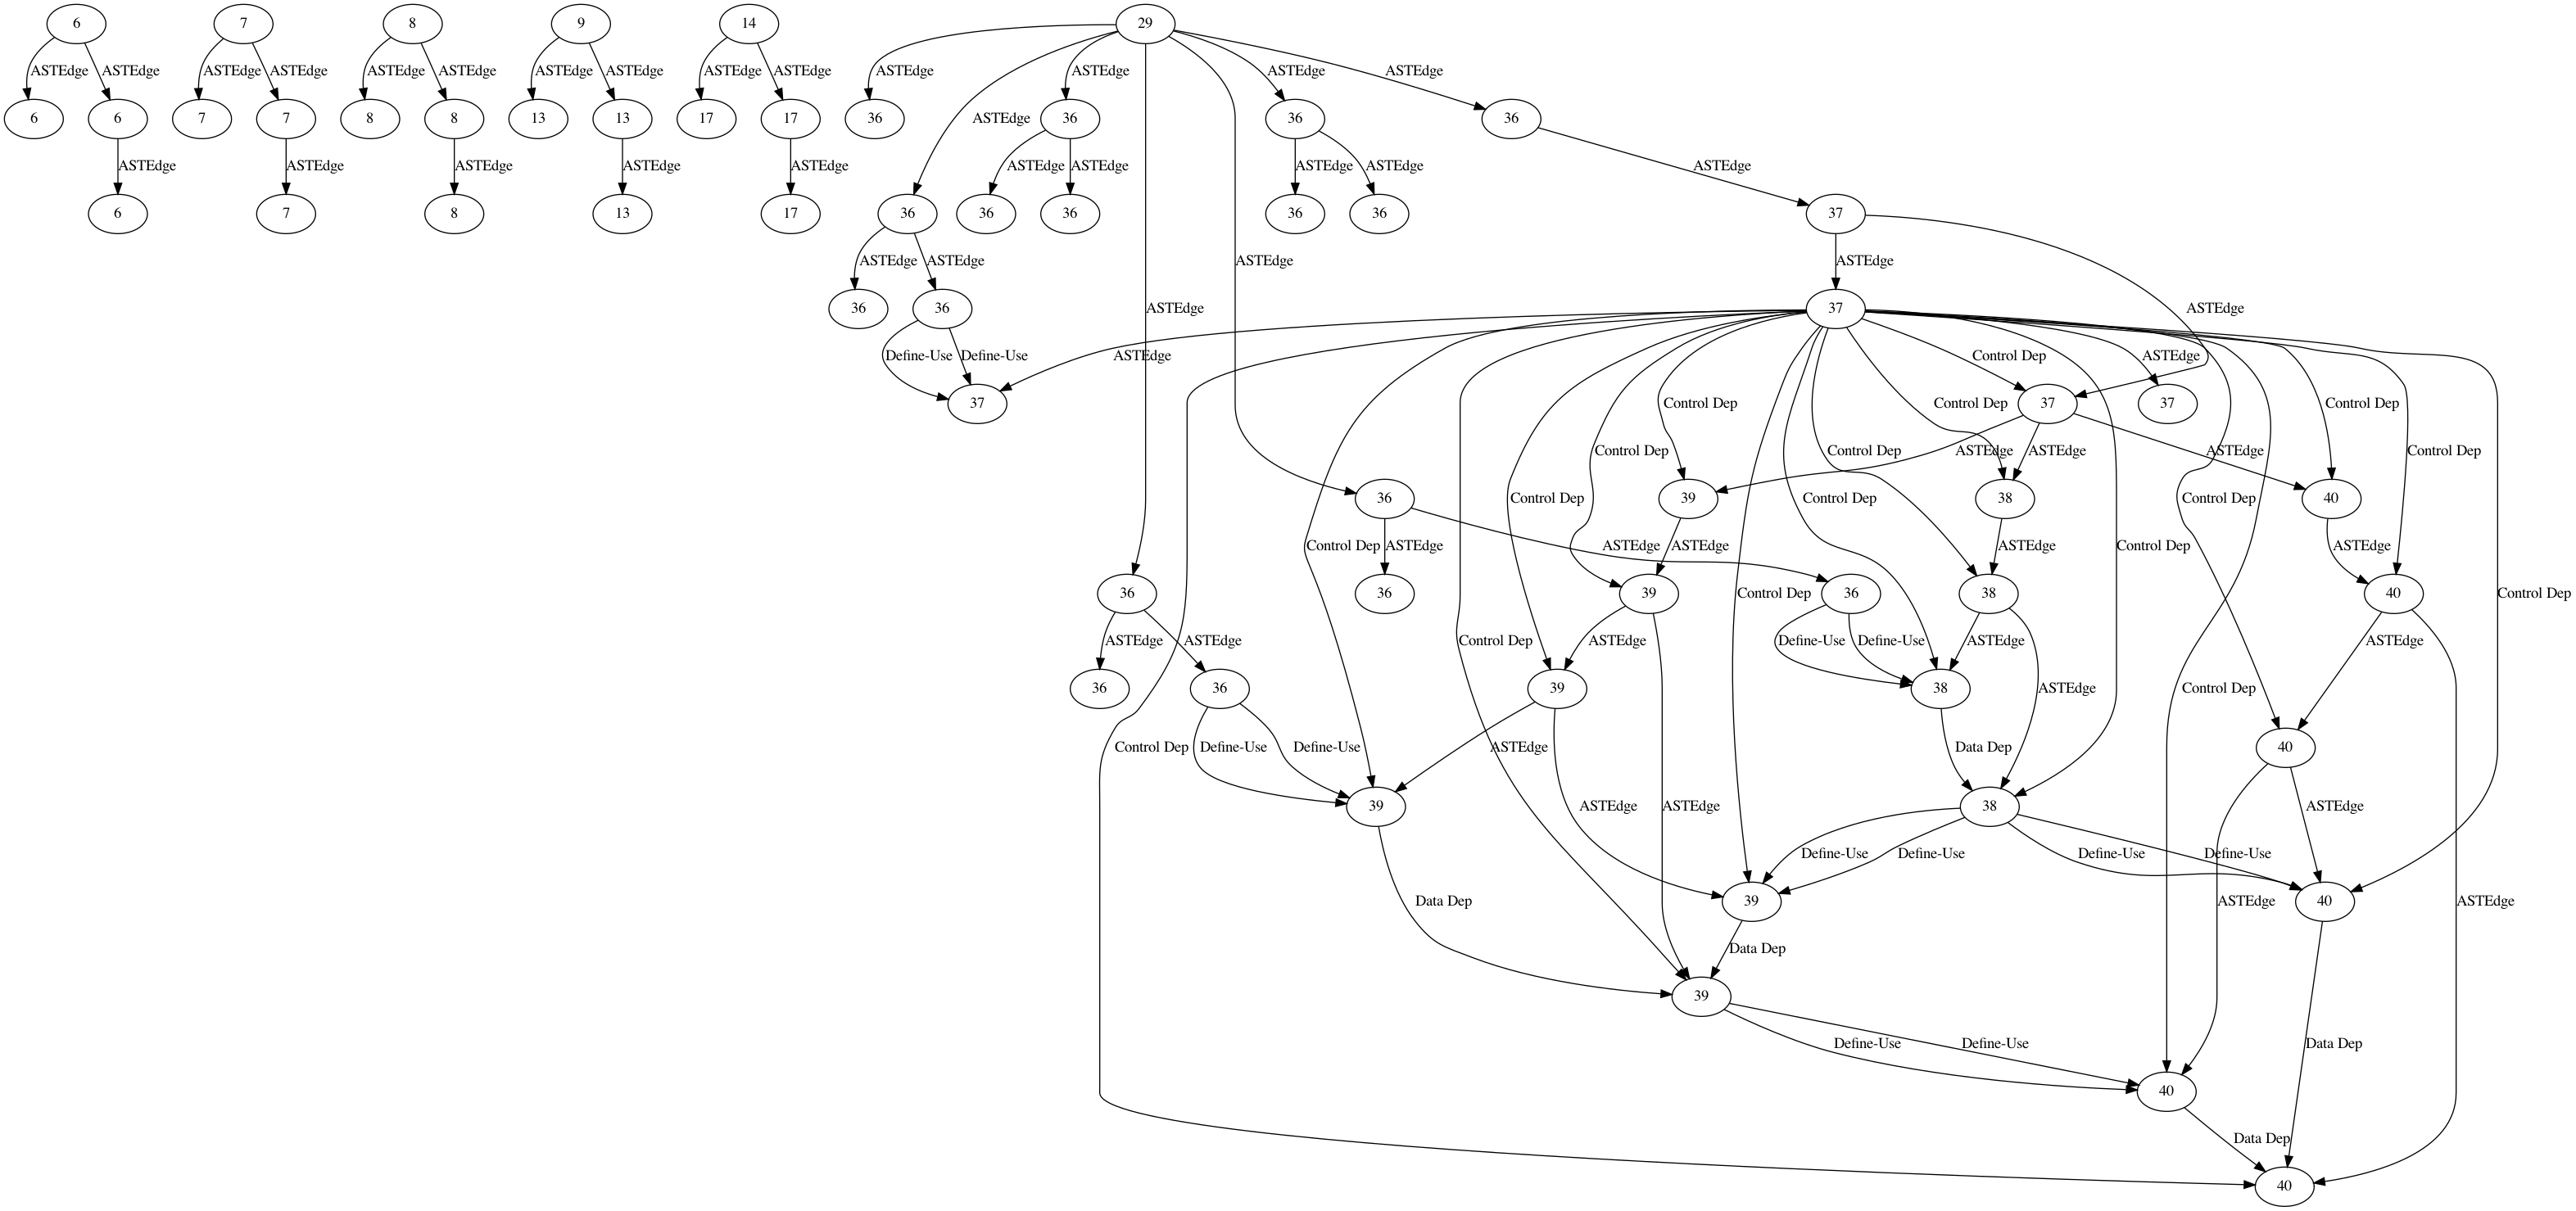 6 7 8 9 14 29
ASTEdge ASTEdge ASTEdge ASTEdge ASTEdge ASTEdge ASTEdge ASTEdge ASTEdge ASTEdge ASTEdge ASTEdge ASTEdge ASTEdge
6 6 7 7 8 8 13 13 17 17 36 ASTEdge 36 36 36
ASTEdge ASTEdge ASTEdge ASTEdge ASTEdge ASTEdge ASTEdge ASTEdge ASTEdge ASTEdge
6 7 8 13 17 36 36 36 36 36 37
ASTEdge ASTEdge ASTEdge ASTEdge
36 36 ASTEdge 37 ASTEdge
Define-Use Define-Use ASTEdge Control Dep ASTEdge
37 Control Dep Control Dep 37 37 Control Dep
Control Dep Control Dep ASTEdge ASTEdge ASTEdge Control Dep
36 Control Dep 39 Control Dep 38 Control Dep 40
Control Dep ASTEdge ASTEdge ASTEdge ASTEdge Control Dep ASTEdge
36 36 39 Control Dep 36 38 40 Control Dep
ASTEdge ASTEdge Control Dep ASTEdge Define-Use Define-Use ASTEdge ASTEdge
36 36 39 38 ASTEdge Control Dep
Control Dep Define-Use Define-Use ASTEdge Data Dep 40
39 ASTEdge ASTEdge 38 ASTEdge
Define-Use Define-Use Define-Use Define-Use
Data Dep 39 ASTEdge 40 ASTEdge
Data Dep
39
Define-Use Define-Use Data Dep
40
Data Dep
40